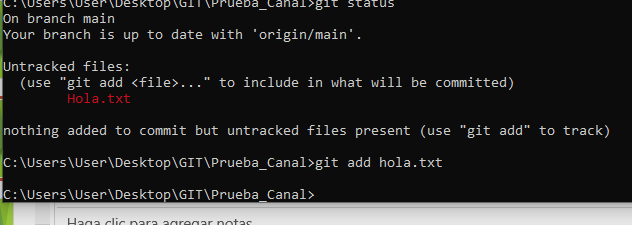 C:\Users\User\Desktop\GIT\Prueba_Canal>git status
On branch main
Your branch is up to date with 'origin/main'.
Untracked files:
(use "git add <file>..." to include in what will be committed)
Hola.txt
nothing added to commit but untracked files present (use "git add" to track)
C:\Users\User\Desktop\GIT\Prueba_Canal>git add hola.txt
C:\Users\User\Desktop\GIT\Prueba_Canal>
Haga clic para agregar notas